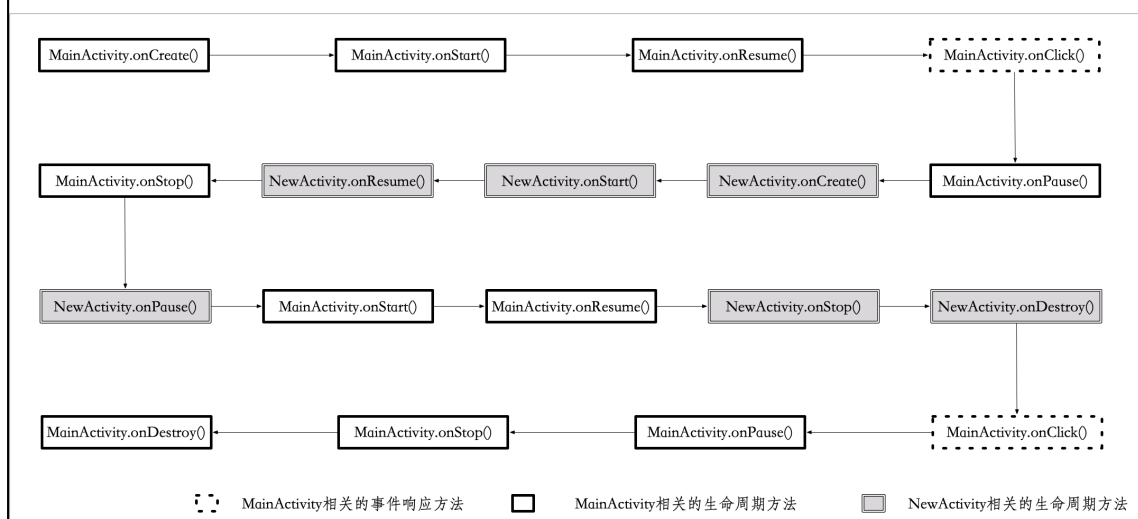 MainActivity.onCreate()
MainActivity.onStart()
MainActivity.onResume()
MainActivity.onClick()
MainActivity.onStop()
NewActivity.onResume()
NewActivity.onStart()
NewActivity.onCreate()
MainActivity.onPause()
NewActivity.onPause()
MainActivity.onStart()
MainActivity.onResume()
NewActivity.onStop()
NewActivity.onDestroy()
MainActivity.onDestroy()
MainActivity.onStop()
MainActivity.onPause()
MainActivity.onClick()
MainActivity相关的事件响应方法
MainActivity相关的生命周期方法
NewActivity相关的生命周期方法